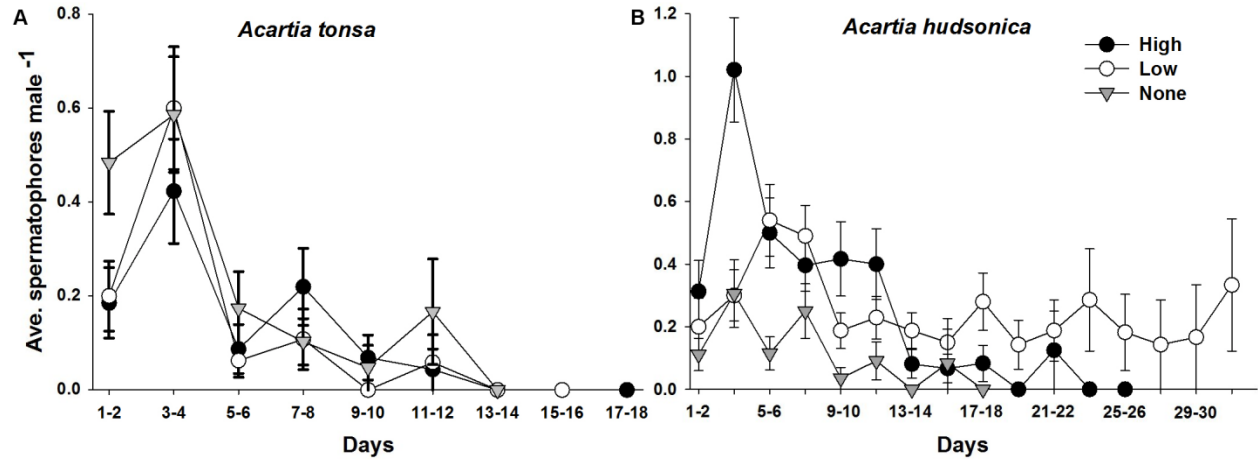 A
Acartia tonsa
0.8
0.6
0.4
0.2
0.0
Ave. spermatophores male -1
1-2 3-4 5-6 7-8 9-10 11-12 13-14 15-16 17-18
Days
B
Acartia hudsonica
High
Low
None
1.2
1.0
0.8
0.6
0.4
0.2
0.0
1-2 5-6 9-10 13-14 17-18 21-22 25-26 29-30
Days